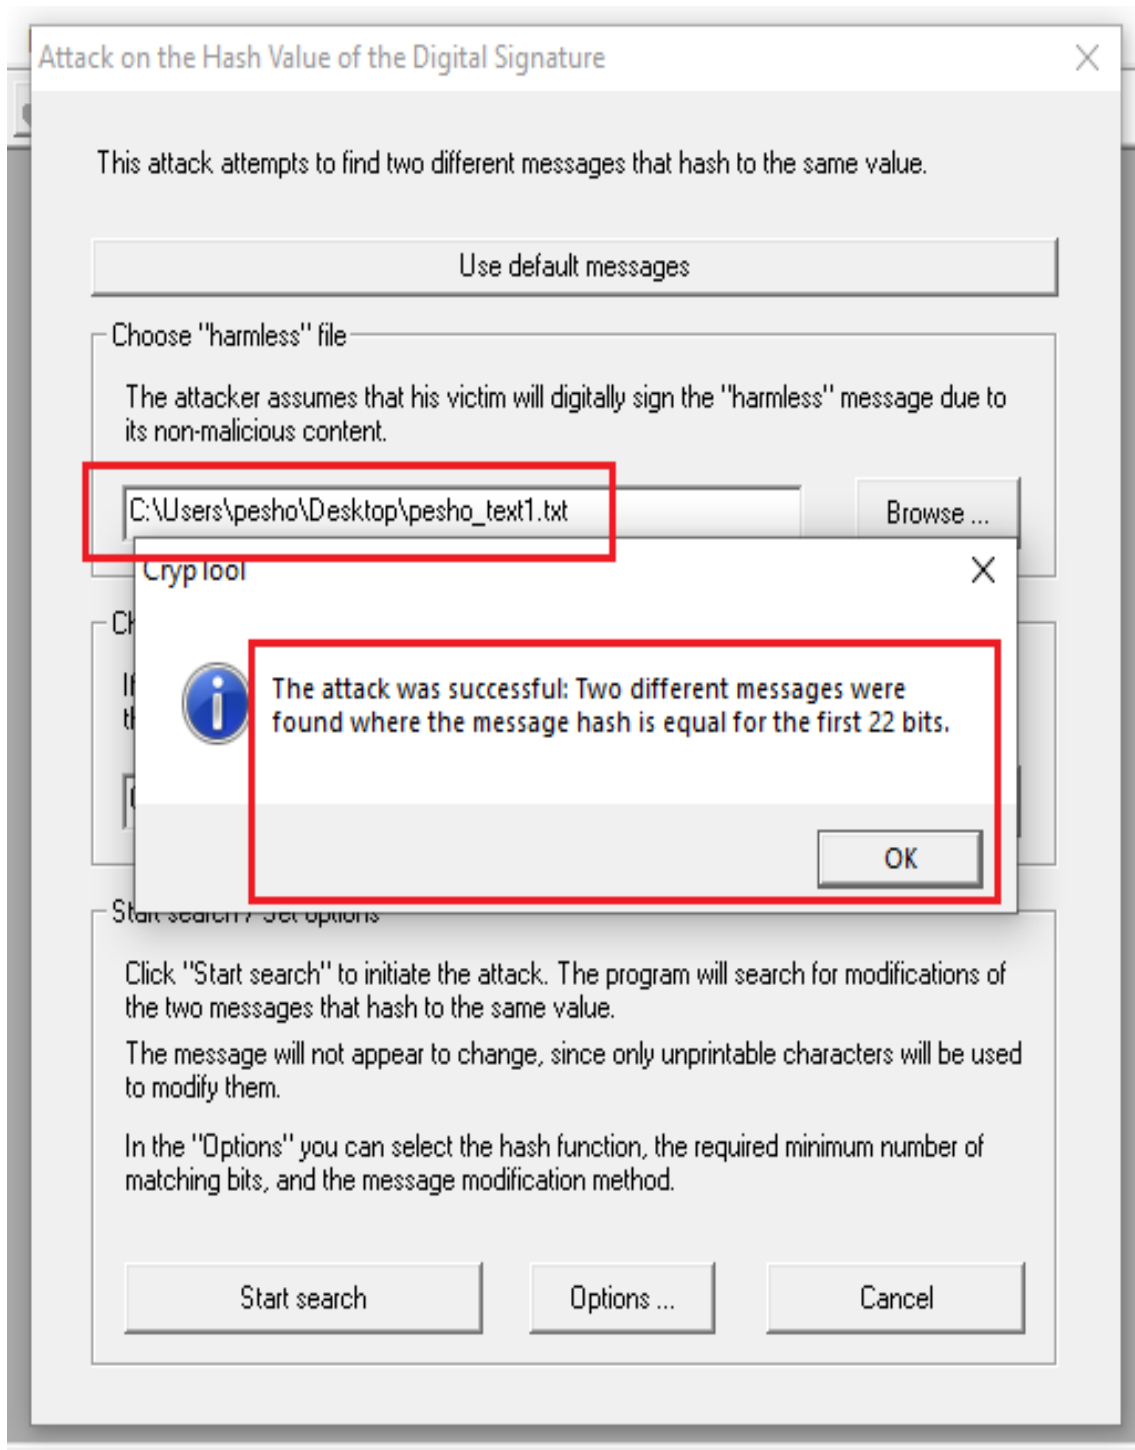 Attack on the Hash Value of the Digital Signature
This attack attempts to find two different messages that hash to the same value.
Use default messages
Choose "harmless" file
The attacker assumes that his victim will digitally sign the "harmless" message due to
its non-malicious content.
C:\Users\pesho\Desktop\pesho_text1.txt
Browse ...
CrypTool
The attack was successful: Two different messages were
found where the message hash is equal for the first 22 bits.
OK
Start search / Set options
Click "Start search" to initiate the attack. The program will search for modifications of
the two messages that hash to the same value.
The message will not appear to change, since only unprintable characters will be used
to modify them.
In the "Options" you can select the hash function, the required minimum number of
matching bits, and the message modification method.
Start search
Options ...
Cancel